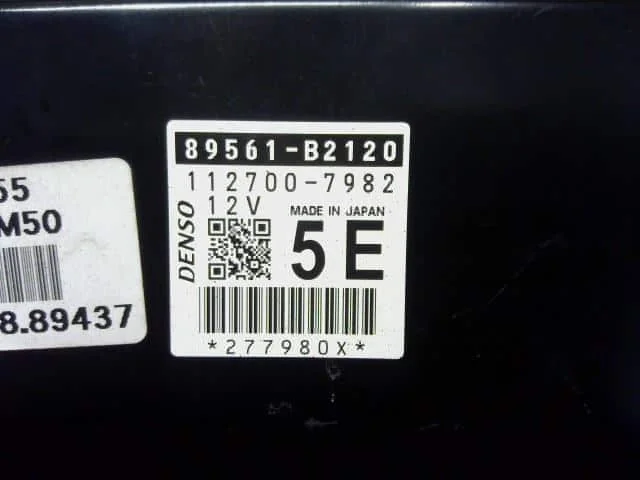 89561-B2120
112700-7982
12V
MADE IN JAPAN
DENSO
5E
*277980X*
55
M50
8.89437